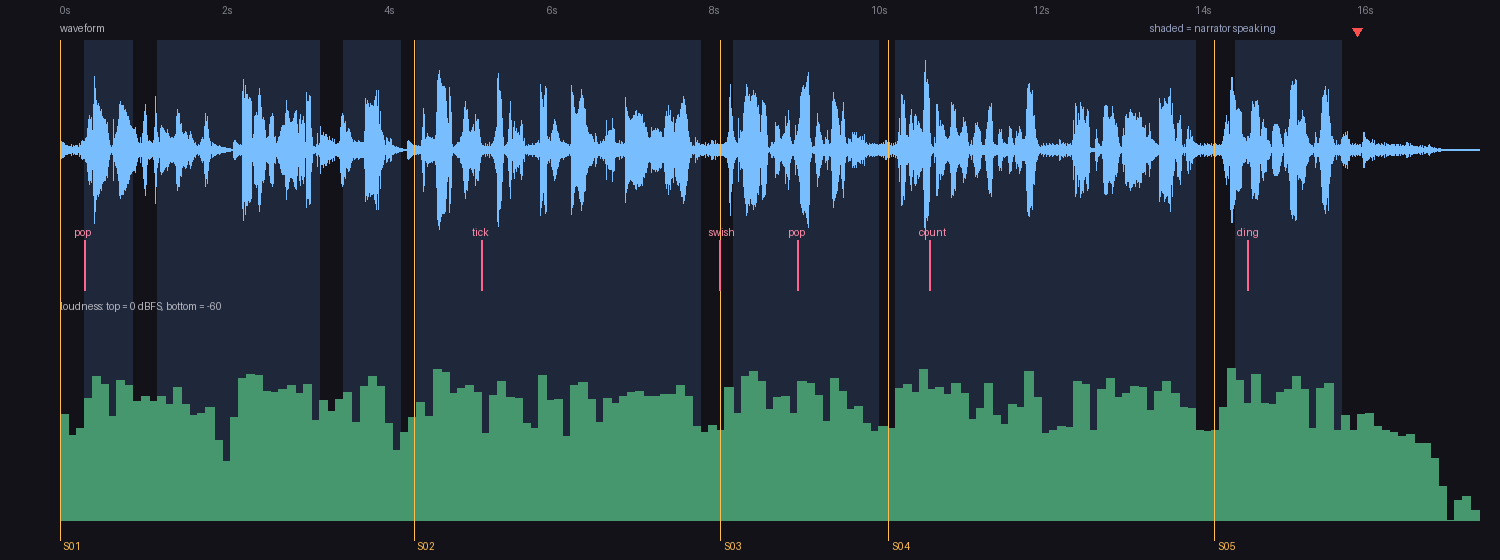 0s 2s 4s 6s 8s 10s 12s 14s 16s
waveform shaded = narrator speaking
pop tick swish pop count ding
loudness: top = 0 dBFS, bottom = -60
S01 S02 S03 S04 S05